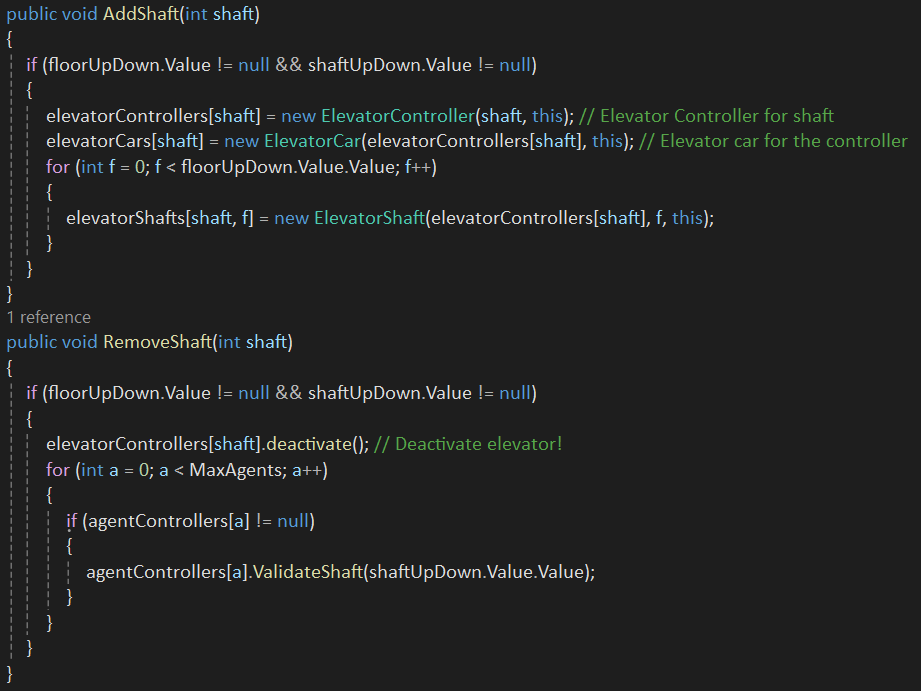 public void AddShaft(int shaft)
{
if (floorUpDown.Value != null && shaftUpDown.Value != null)
{
elevatorControllers[shaft] = new ElevatorController(shaft, this); // Elevator Controller for shaft
elevatorCars[shaft] = new ElevatorCar(elevatorControllers[shaft], this); // Elevator car for the controller
for (int f = 0; f < floorUpDown.Value.Value; f++)
{
elevatorShafts[shaft, f] = new ElevatorShaft(elevatorControllers[shaft], f, this);
}
}
}
1 reference
public void RemoveShaft(int shaft)
{
if (floorUpDown.Value != null && shaftUpDown.Value != null)
{
elevatorControllers[shaft].deactivate(); // Deactivate elevator!
for (int a = 0; a < MaxAgents; a++)
{
if (agentControllers[a] != null)
{
agentControllers[a].ValidateShaft(shaftUpDown.Value.Value);
}
}
}
}